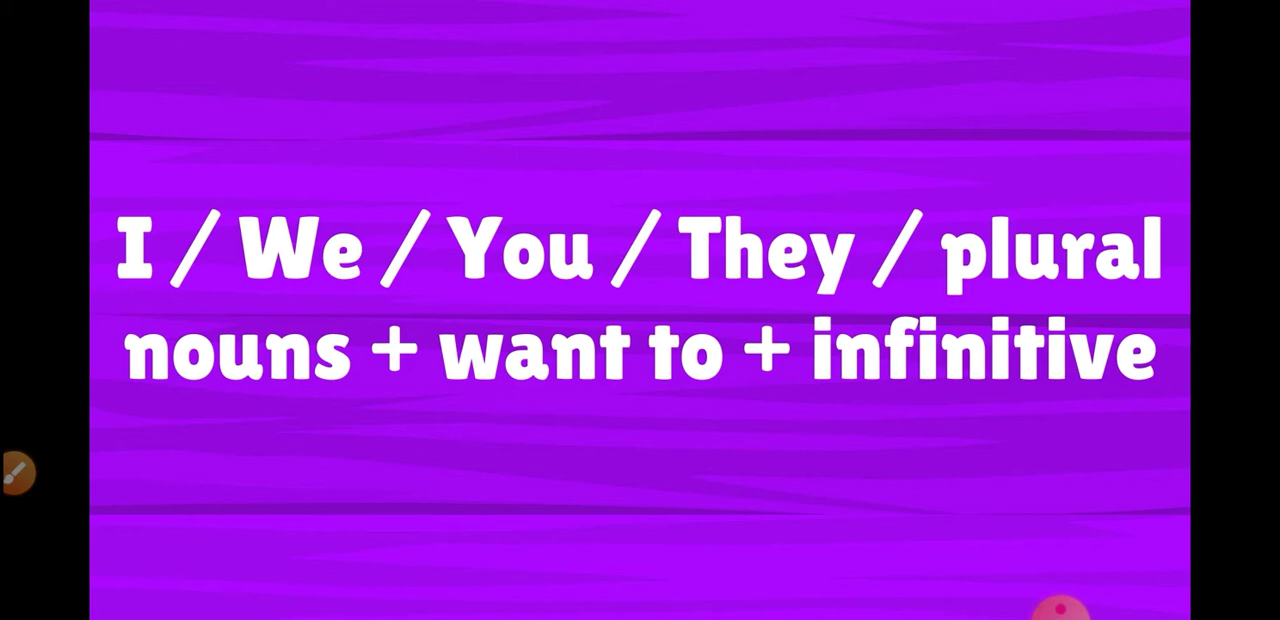 I / We / You / They / plural
nouns + want to + infinitive